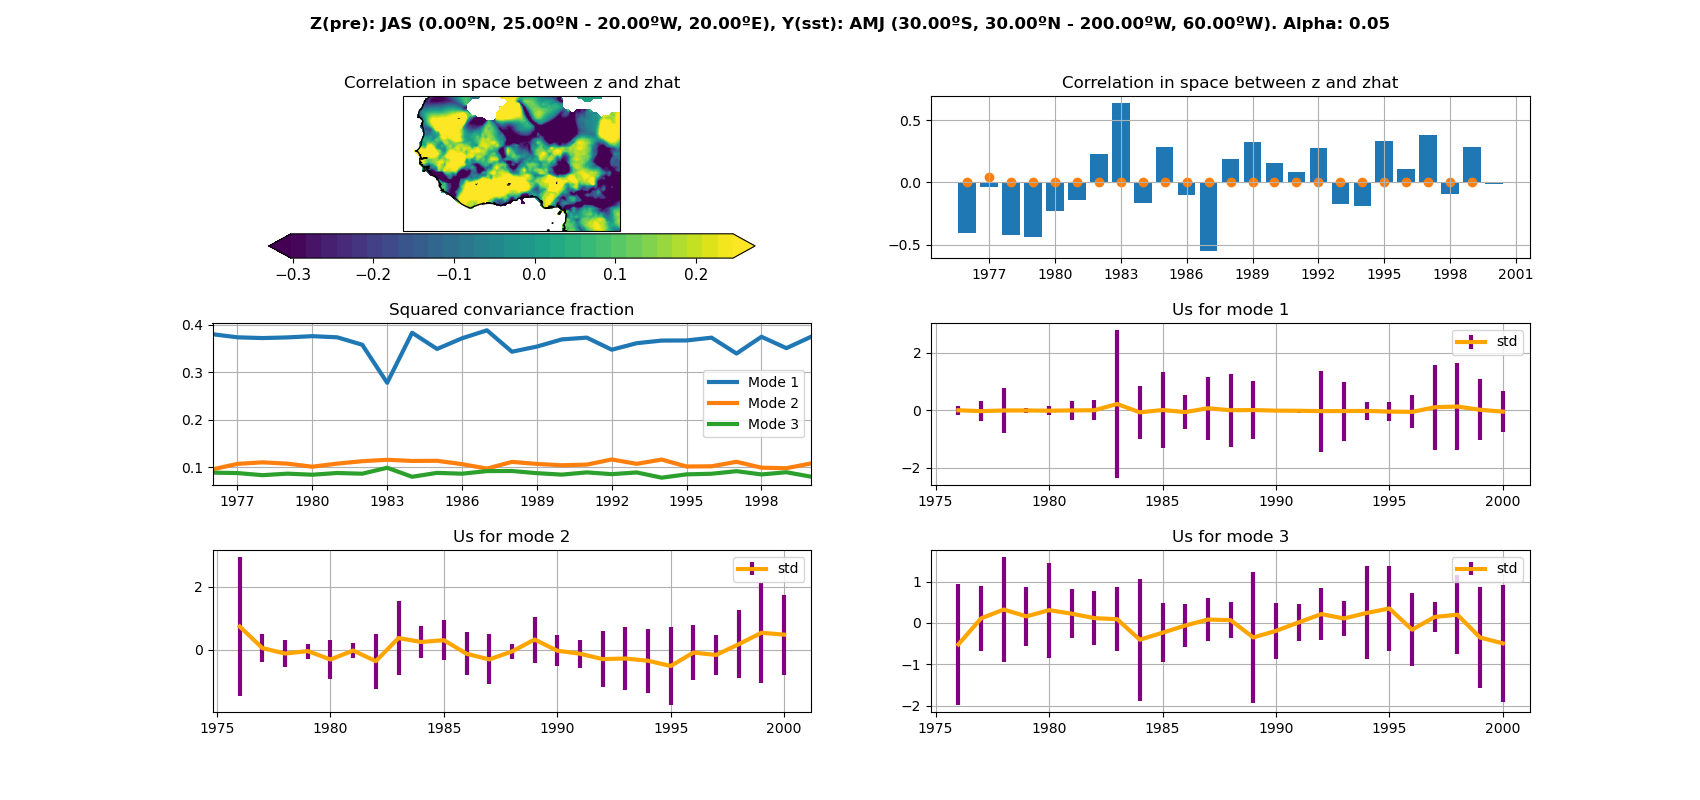 Z(pre): JAS (0.00ºN, 25.00ºN - 20.00ºW, 20.00ºE), Y(sst): AMJ (30.00ºS, 30.00ºN - 200.00ºW, 60.00ºW). Alpha: 0.05
Correlation in space between z and zhat
−0.3 −0.2 −0.1 0.0 0.1 0.2
Correlation in space between z and zhat
0.5
0.0
−0.5
1977 1980 1983 1986 1989 1992 1995 1998 2001
Squared convariance fraction
0.4
0.3
0.2
0.1
Mode 1
Mode 2
Mode 3
1977 1980 1983 1986 1989 1992 1995 1998
Us for mode 1
std
2
0
−2
1975 1980 1985 1990 1995 2000
Us for mode 2
std
2
0
1975 1980 1985 1990 1995 2000
Us for mode 3
std
1
0
−1
−2
1975 1980 1985 1990 1995 2000